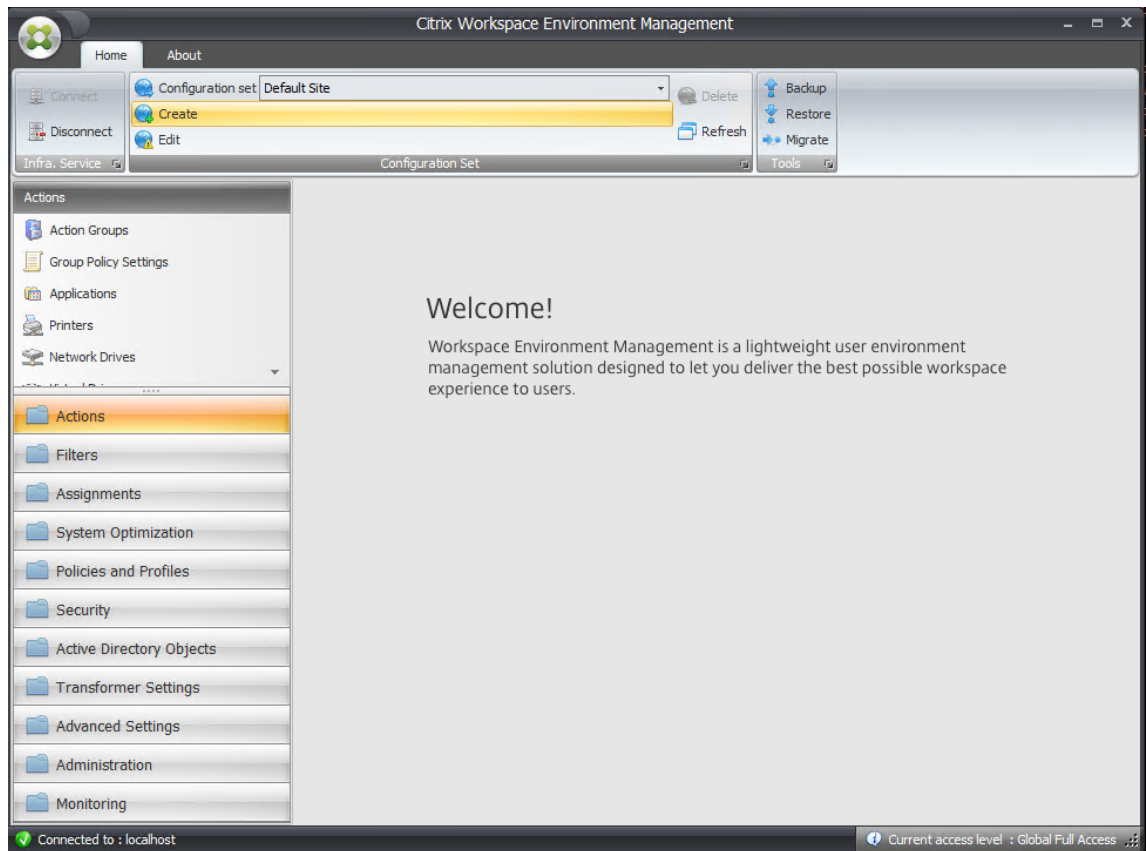 Citrix Workspace Environment Management
Home About
Connect
Disconnect
Infra. Service
Configuration set Default Site
Create
Edit
Delete
Refresh
Configuration Set
Backup
Restore
Migrate
Tools
Actions
Action Groups
Group Policy Settings
Applications
Printers
Network Drives
Actions
Filters
Assignments
System Optimization
Policies and Profiles
Security
Active Directory Objects
Transformer Settings
Advanced Settings
Administration
Monitoring
Welcome!
Workspace Environment Management is a lightweight user environment
management solution designed to let you deliver the best possible workspace
experience to users.
Connected to : localhost
Current access level : Global Full Access